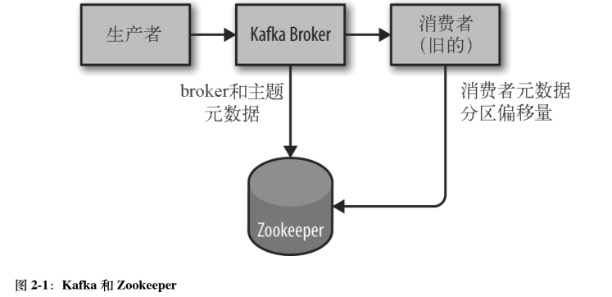 生产者
Kafka Broker
消费者
（旧的）
broker和主题
元数据
消费者元数据
分区偏移量
Zookeeper
图 2-1：Kafka 和 Zookeeper